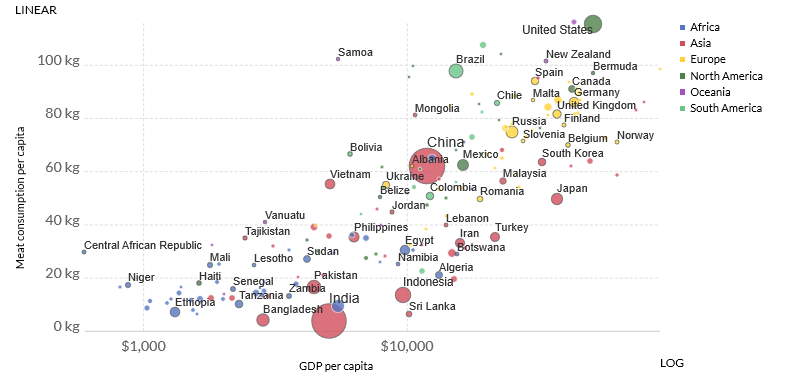 LINEAR
United States
Africa
Asia
Europe
North America
Oceania
South America
Samoa
New Zealand
Brazil
Bermuda
100 kg
Spain
Canada
Malta
Germany
Chile
80 kg
Mongolia
United Kingdom
Finland
Russia
Slovenia
Belgium
Norway
China
Bolivia
Albania
Mexico
South Korea
60 kg
Vietnam
Ukraine
Malaysia
Belize
Colombia
Romania
Japan
Jordan
Vanuatu
Lebanon
40 kg
Tajikistan
Philippines
Iran
Turkey
Central African Republic
Egypt
Botswana
Mali
Lesotho
Sudan
Namibia
Algeria
20 kg
Niger
Haiti
Senegal
Pakistan
Zambia
Indonesia
Ethiopia
Tanzania
India
Bangladesh
Sri Lanka
0 kg
Meat consumption per capita
$1,000
$10,000
GDP per capita
LOG